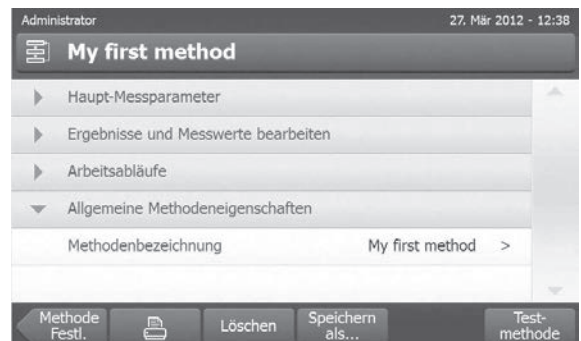 Administrator 27. Mär 2012 - 12:38
My first method
Haupt-Messparameter
Ergebnisse und Messwerte bearbeiten
Arbeitsabläufe
Allgemeine Methodeneigenschaften
Methodenbezeichnung My first method >
Methode Festl.
Löschen
Speichern als...
Test-
methode